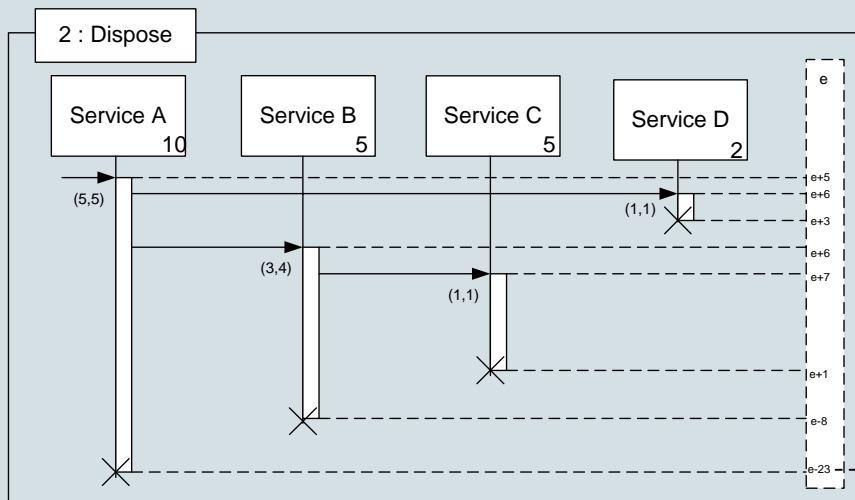 2 : Dispose
e
Service A
10
Service B
5
Service C
5
Service D
2
e+5
(5,5)
e+6
(1,1)
e+3
e+6
(3,4)
e+7
(1,1)
e+1
e-8
e-23